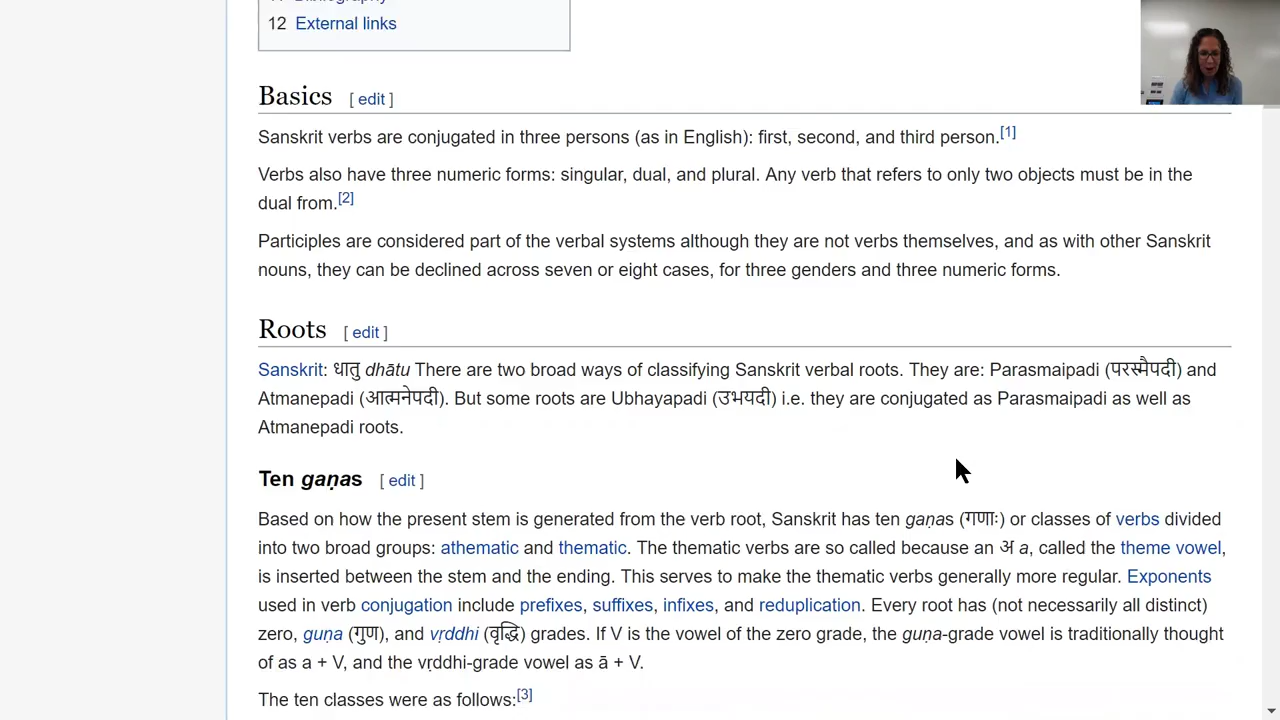 12 External links
Basics [ edit ]
Sanskrit verbs are conjugated in three persons (as in English): first, second, and third person.[1]
Verbs also have three numeric forms: singular, dual, and plural. Any verb that refers to only two objects must be in the
dual from.[2]
Participles are considered part of the verbal systems although they are not verbs themselves, and as with other Sanskrit
nouns, they can be declined across seven or eight cases, for three genders and three numeric forms.
Roots [ edit ]
Sanskrit: धातु dhātu There are two broad ways of classifying Sanskrit verbal roots. They are: Parasmaipadi (परस्मैपदी) and
Atmanepadi (आत्मनेपदी). But some roots are Ubhayapadi (उभयदी) i.e. they are conjugated as Parasmaipadi as well as
Atmanepadi roots.
Ten gaṇas [ edit ]
Based on how the present stem is generated from the verb root, Sanskrit has ten gaṇas (गणाः) or classes of verbs divided
into two broad groups: athematic and thematic. The thematic verbs are so called because an अ a, called the theme vowel,
is inserted between the stem and the ending. This serves to make the thematic verbs generally more regular. Exponents
used in verb conjugation include prefixes, suffixes, infixes, and reduplication. Every root has (not necessarily all distinct)
zero, guṇa (गुण), and vṛddhi (वृद्धि) grades. If V is the vowel of the zero grade, the guṇa-grade vowel is traditionally thought
of as a + V, and the vṛddhi-grade vowel as ā + V.
The ten classes were as follows:[3]